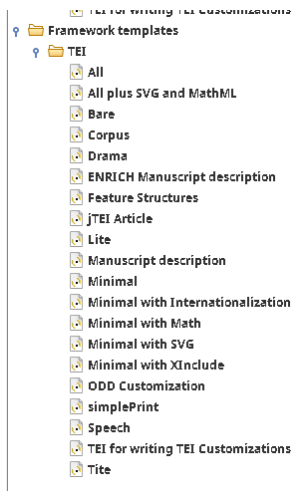 TEI for writing TEI Customizations
Framework templates
TEI
All
All plus SVG and MathML
Bare
Corpus
Drama
ENRICH Manuscript description
Feature Structures
jTEI Article
Lite
Manuscript description
Minimal
Minimal with Internationalization
Minimal with Math
Minimal with SVG
Minimal with XInclude
ODD Customization
simplePrint
Speech
TEI for writing TEI Customizations
Tite